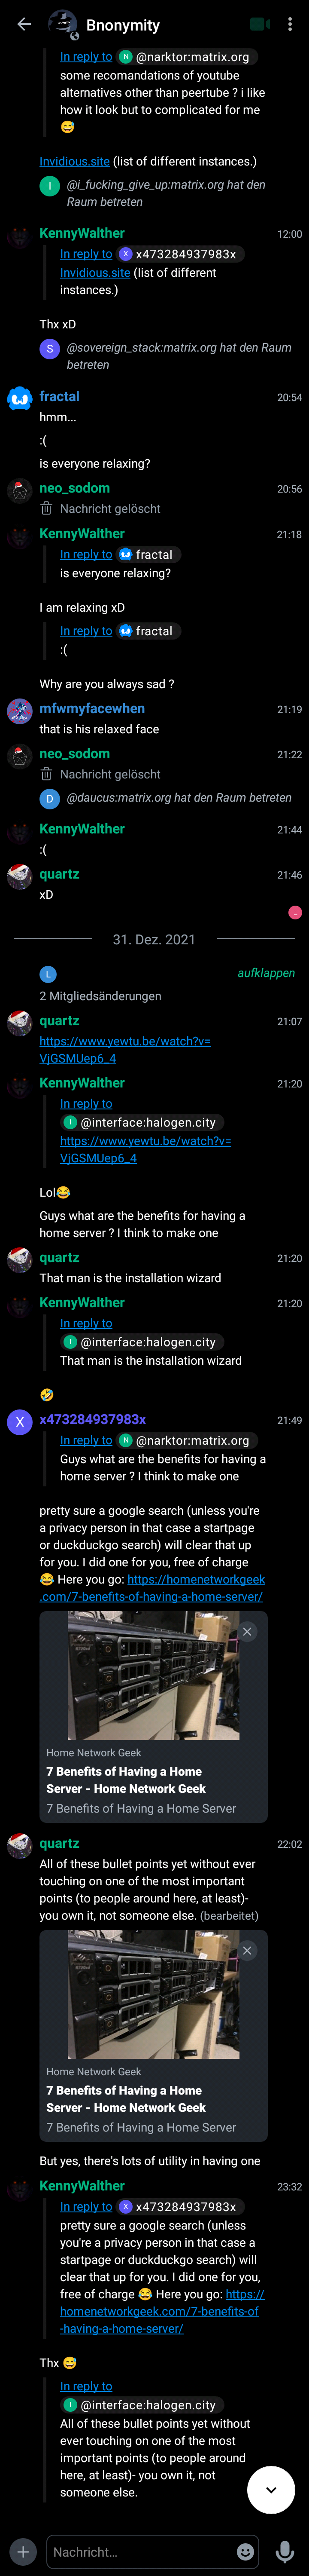 Bnonymity
In reply to N @narktor:matrix.org
some recomandations of youtube
alternatives other than peertube ? i like
how it look but to complicated for me
😅
Invidious.site (list of different instances.)
I @i_fucking_give_up:matrix.org hat den
Raum betreten
KennyWalther 12:00
In reply to X x473284937983x
Invidious.site (list of different
instances.)
Thx xD
S @sovereign_stack:matrix.org hat den Raum
betreten
fractal 20:54
hmm...
:(
is everyone relaxing?
neo_sodom 20:56
Nachricht gelöscht
KennyWalther 21:18
In reply to fractal
is everyone relaxing?
I am relaxing xD
In reply to fractal
:(
Why are you always sad ?
mfwmyfacewhen 21:19
that is his relaxed face
neo_sodom 21:22
Nachricht gelöscht
D @daucus:matrix.org hat den Raum betreten
KennyWalther 21:44
:(
quartz 21:46
xD
31. Dez. 2021
L aufklappen
2 Mitgliedsänderungen
quartz 21:07
https://www.yewtu.be/watch?v=
VjGSMUep6_4
KennyWalther 21:20
In reply to
I @interface:halogen.city
https://www.yewtu.be/watch?v=
VjGSMUep6_4
Lol😂
Guys what are the benefits for having a
home server ? I think to make one
quartz 21:20
That man is the installation wizard
KennyWalther 21:20
In reply to
I @interface:halogen.city
That man is the installation wizard
🤣
X x473284937983x 21:49
In reply to N @narktor:matrix.org
Guys what are the benefits for having a
home server ? I think to make one
pretty sure a google search (unless you're
a privacy person in that case a startpage
or duckduckgo search) will clear that up
for you. I did one for you, free of charge
😂 Here you go: https://homenetworkgeek
.com/7-benefits-of-having-a-home-server/
Home Network Geek
7 Benefits of Having a Home
Server - Home Network Geek
7 Benefits of Having a Home Server
quartz 22:02
All of these bullet points yet without ever
touching on one of the most important
points (to people around here, at least)-
you own it, not someone else. (bearbeitet)
Home Network Geek
7 Benefits of Having a Home
Server - Home Network Geek
7 Benefits of Having a Home Server
But yes, there's lots of utility in having one
KennyWalther 23:32
In reply to X x473284937983x
pretty sure a google search (unless
you're a privacy person in that case a
startpage or duckduckgo search) will
clear that up for you. I did one for you,
free of charge 😂 Here you go: https://
homenetworkgeek.com/7-benefits-of
-having-a-home-server/
Thx 😅
In reply to
I @interface:halogen.city
All of these bullet points yet without
ever touching on one of the most
important points (to people around
here, at least)- you own it, not
someone else.
Nachricht…